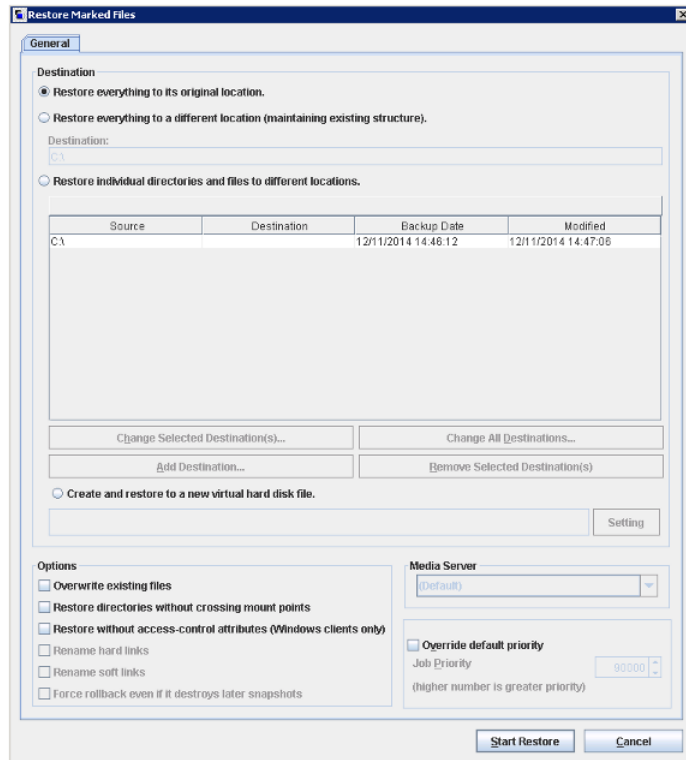 Restore Marked Files
General
Destination
Restore everything to its original location.
Restore everything to a different location (maintaining existing structure).
Destination:
C:\
Restore individual directories and files to different locations.
Source Destination Backup Date Modified
C:\ 12/11/2014 14:46:12 12/11/2014 14:47:06
Change Selected Destination(s)... Change All Destinations...
Add Destination... Remove Selected Destination(s)
Create and restore to a new virtual hard disk file.
Setting
Options
Overwrite existing files
Restore directories without crossing mount points
Restore without access-control attributes (Windows clients only)
Rename hard links
Rename soft links
Force rollback even if it destroys later snapshots
Media Server
(Default)
Override default priority
Job Priority 90000
(higher number is greater priority)
Start Restore Cancel